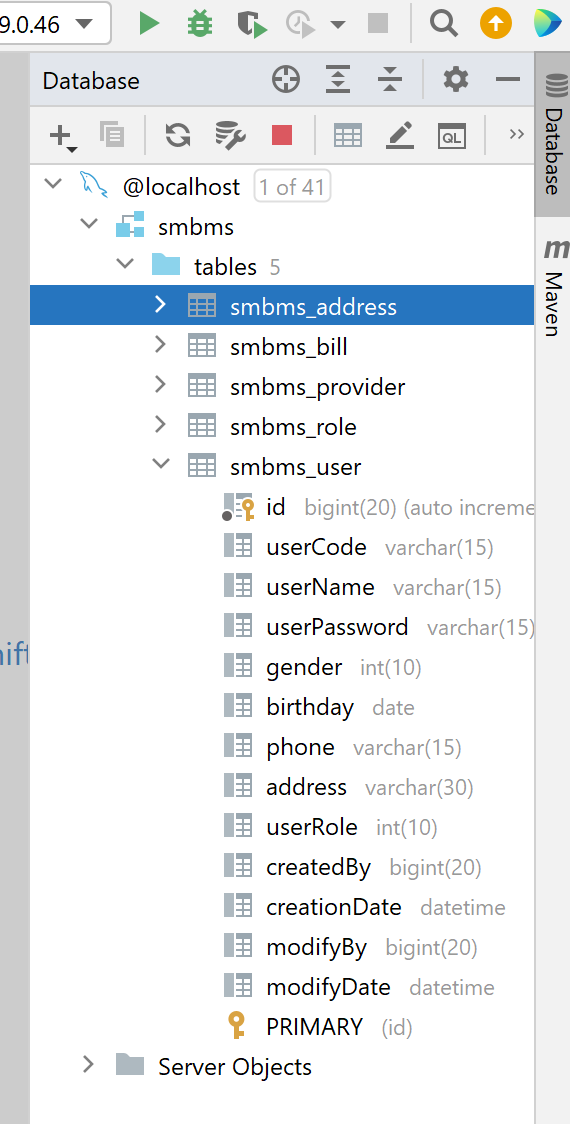 9.0.46
Database
QL
@localhost 1 of 41
smbms
tables 5
smbms_address
smbms_bill
smbms_provider
smbms_role
smbms_user
id bigint(20) (auto increme
userCode varchar(15)
userName varchar(15)
userPassword varchar(15)
gender int(10)
birthday date
phone varchar(15)
address varchar(30)
userRole int(10)
createdBy bigint(20)
creationDate datetime
modifyBy bigint(20)
modifyDate datetime
PRIMARY (id)
Server Objects
Database
m
Maven